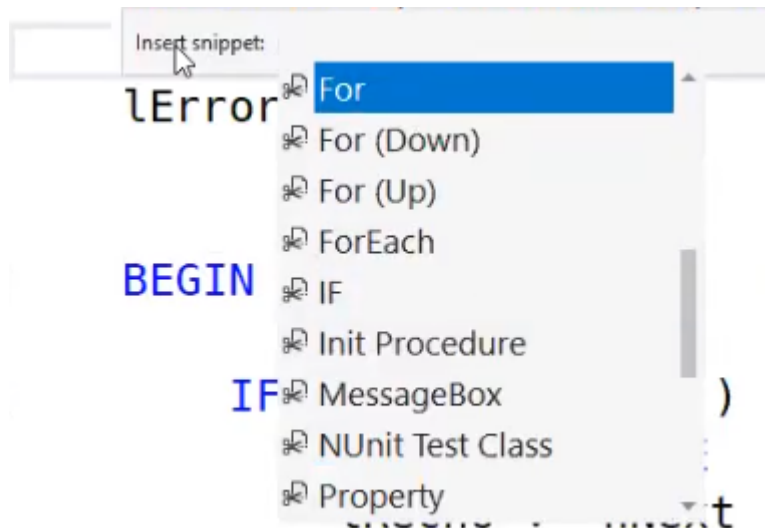 Insert snippet:
lError
For
For (Down)
For (Up)
ForEach
BEGIN
IF
Init Procedure
IF
MessageBox
)
NUnit Test Class
Property